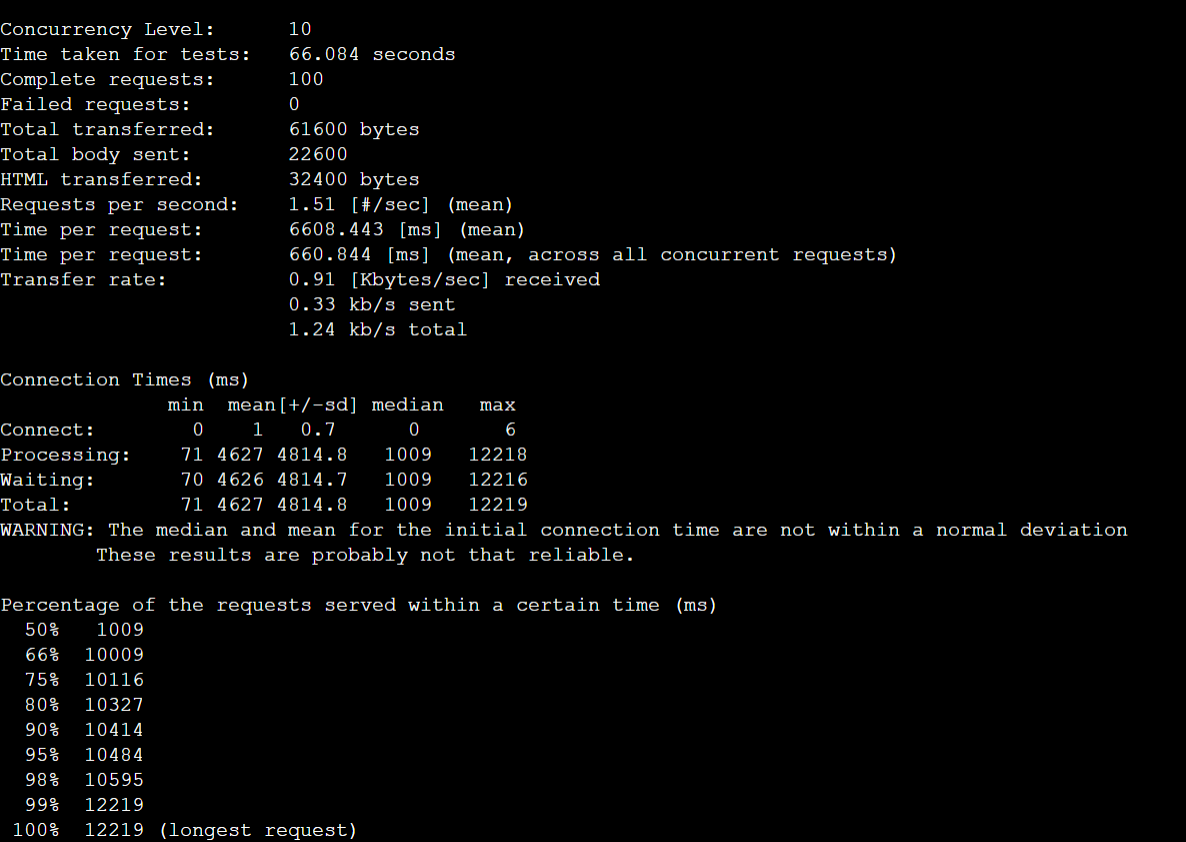 Concurrency Level:      10
Time taken for tests:   66.084 seconds
Complete requests:      100
Failed requests:        0
Total transferred:      61600 bytes
Total body sent:        22600
HTML transferred:       32400 bytes
Requests per second:    1.51 [#/sec] (mean)
Time per request:       6608.443 [ms] (mean)
Time per request:       660.844 [ms] (mean, across all concurrent requests)
Transfer rate:          0.91 [Kbytes/sec] received
                        0.33 kb/s sent
                        1.24 kb/s total

Connection Times (ms)
              min  mean[+/-sd] median   max
Connect:        0    1   0.7      0       6
Processing:    71 4627 4814.8   1009   12218
Waiting:       70 4626 4814.7   1009   12216
Total:         71 4627 4814.8   1009   12219
WARNING: The median and mean for the initial connection time are not within a normal deviation
        These results are probably not that reliable.

Percentage of the requests served within a certain time (ms)
  50%   1009
  66%  10009
  75%  10116
  80%  10327
  90%  10414
  95%  10484
  98%  10595
  99%  12219
 100%  12219 (longest request)